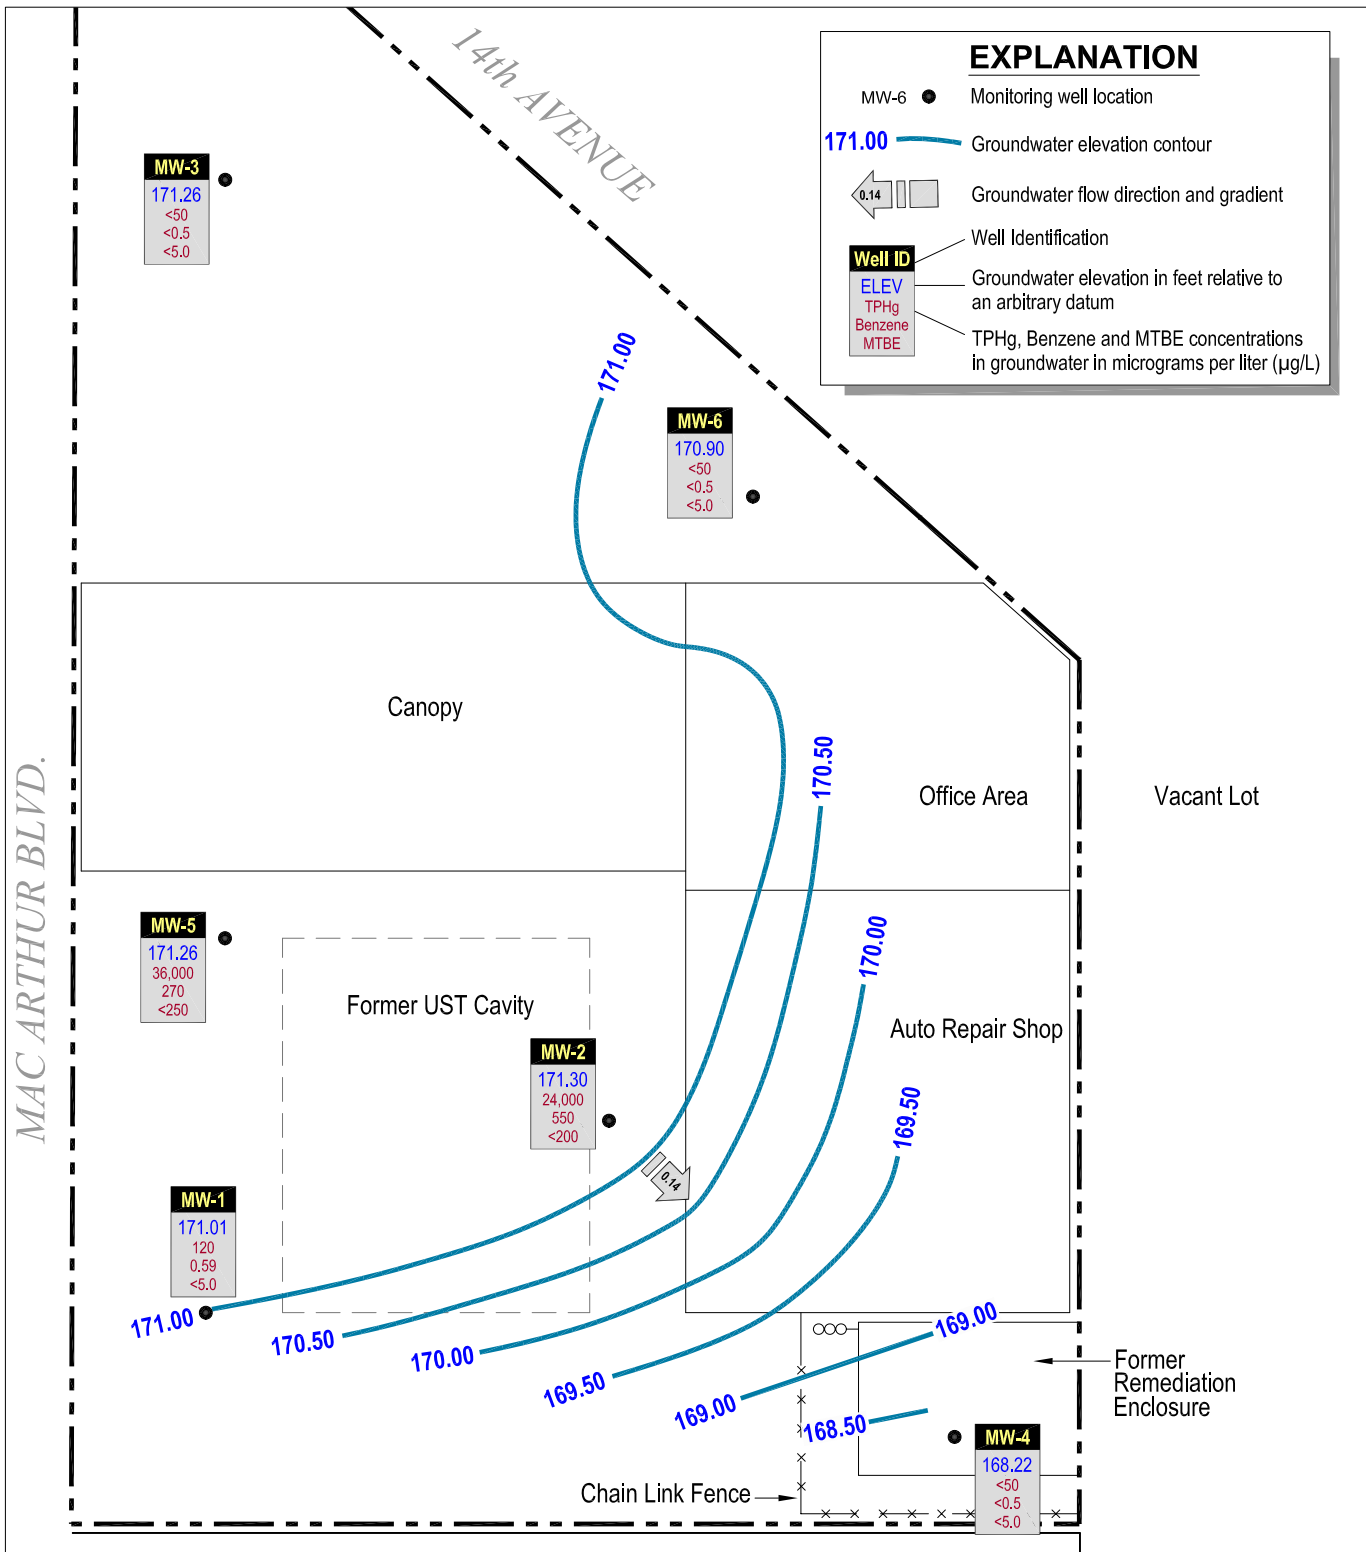 14th AVENUE
EXPLANATION
MW-6
Monitoring well location
171.00
Groundwater elevation contour
0.14
Groundwater flow direction and gradient
Well ID
ELEV
TPHg
Benzene
MTBE
Well Identification
Groundwater elevation in feet relative to
an arbitrary datum
TPHg, Benzene and MTBE concentrations
in groundwater in micrograms per liter (µg/L)
MW-3
171.26
<50
<0.5
<5.0
171.00
MW-6
170.90
<50
<0.5
<5.0
Canopy
170.50
Office Area
Vacant Lot
MAC ARTHUR BLVD.
MW-5
171.26
36,000
270
<250
Former UST Cavity
170.00
Auto Repair Shop
MW-2
171.30
24,000
550
<200
169.50
0.14
MW-1
171.01
120
0.59
<5.0
171.00
170.50
170.00
169.50
169.00
169.00
168.50
Former
Remediation
Enclosure
MW-4
168.22
<50
<0.5
<5.0
Chain Link Fence